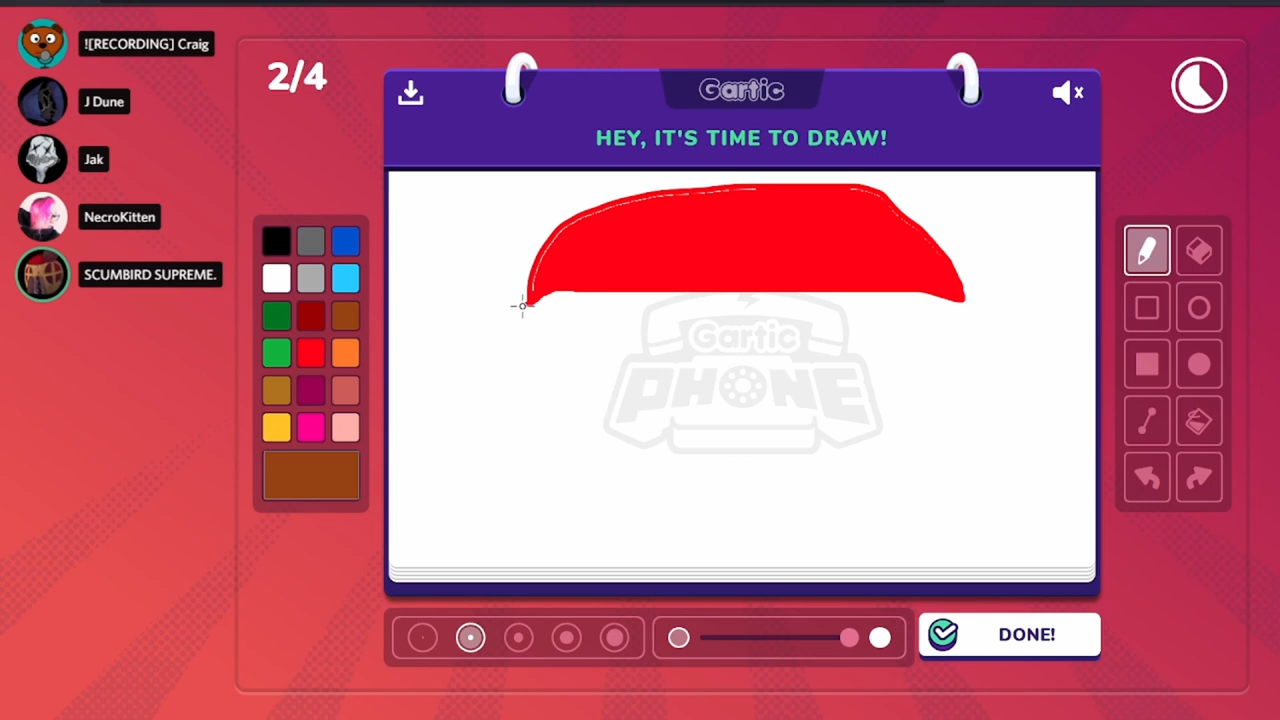 ![RECORDING] Craig
J Dune
Jak
NecroKitten
SCUMBIRD SUPREME.
2/4
Gartic
HEY, IT'S TIME TO DRAW!
Gartic
PHONE
DONE!